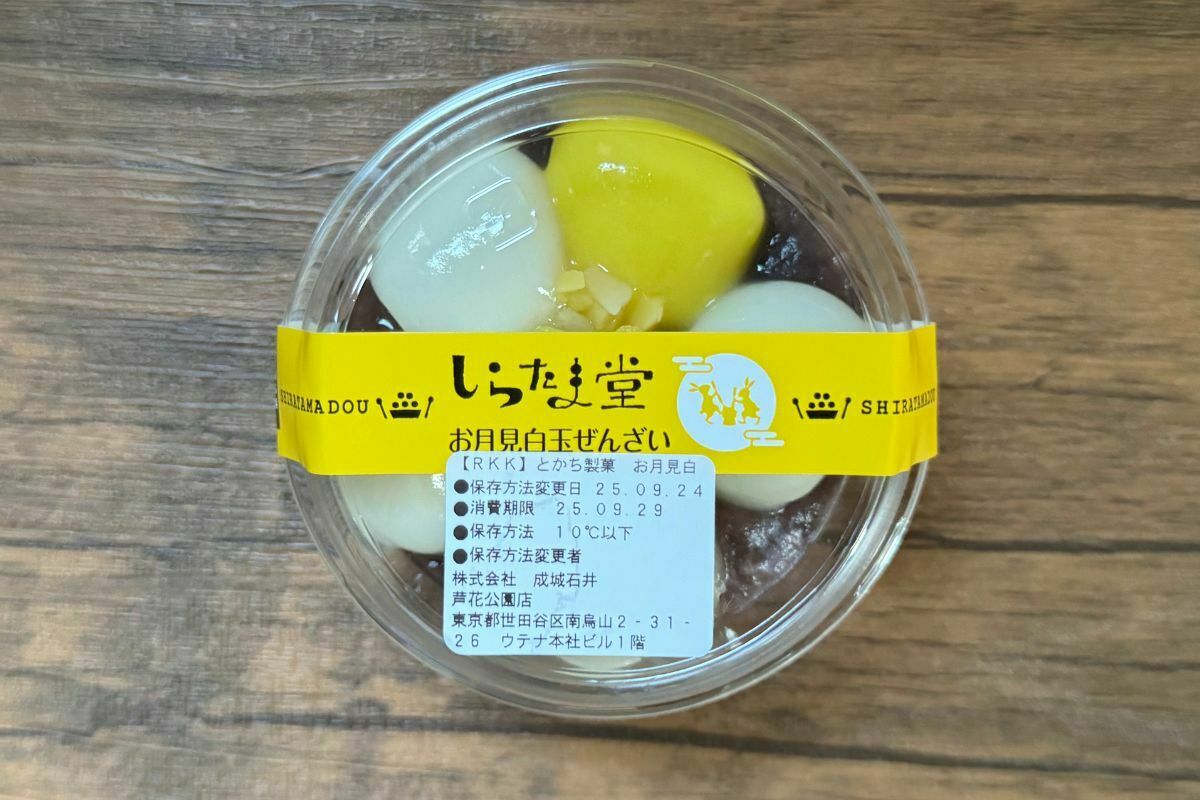 SHIRATAMADOU
しらたま堂
SHIRATAMADOU
お月見白玉ぜんざい
【RKK】とかち製菓 お月見白
●保存方法変更日 25.09.24
●消費期限 25.09.29
●保存方法 10℃以下
●保存方法変更者
株式会社 成城石井
芦花公園店
東京都世田谷区南烏山2-31-
26 ウテナ本社ビル1階